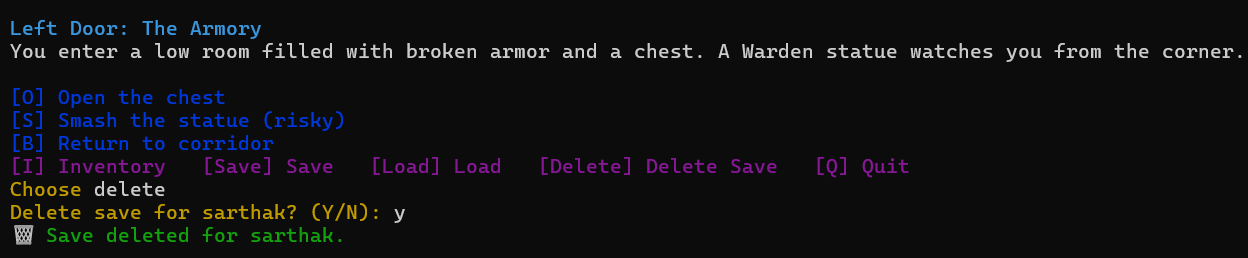 Left Door: The Armory
You enter a low room filled with broken armor and a chest. A Warden statue watches you from the corner.
[O] Open the chest
[S] Smash the statue (risky)
[B] Return to corridor
[I] Inventory   [Save] Save   [Load] Load   [Delete] Delete Save   [Q] Quit
Choose delete
Delete save for sarthak? (Y/N): y
🗑 Save deleted for sarthak.